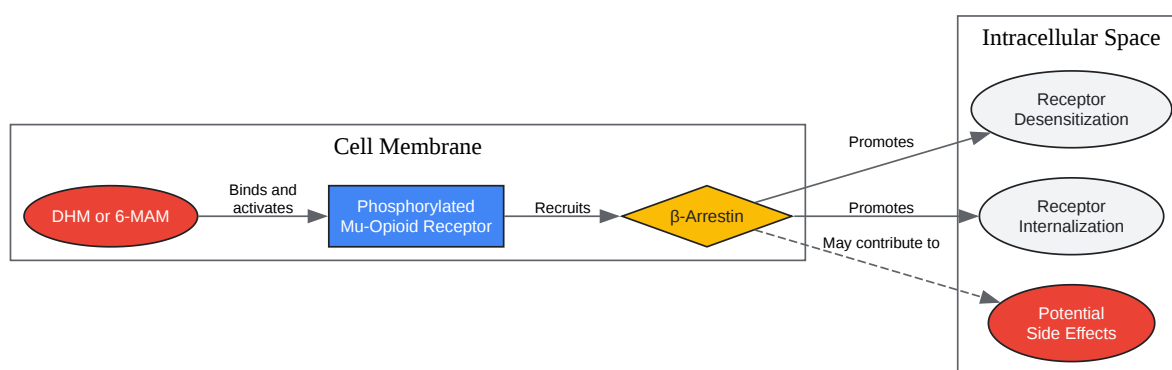 Intracellular Space
Receptor
Desensitization
Promotes
Cell Membrane
Binds and
activates
DHM or 6-MAM
Phosphorylated
Mu-Opioid Receptor
Recruits
β-Arrestin
Promotes
Receptor
Internalization
May contribute to
Potential
Side Effects